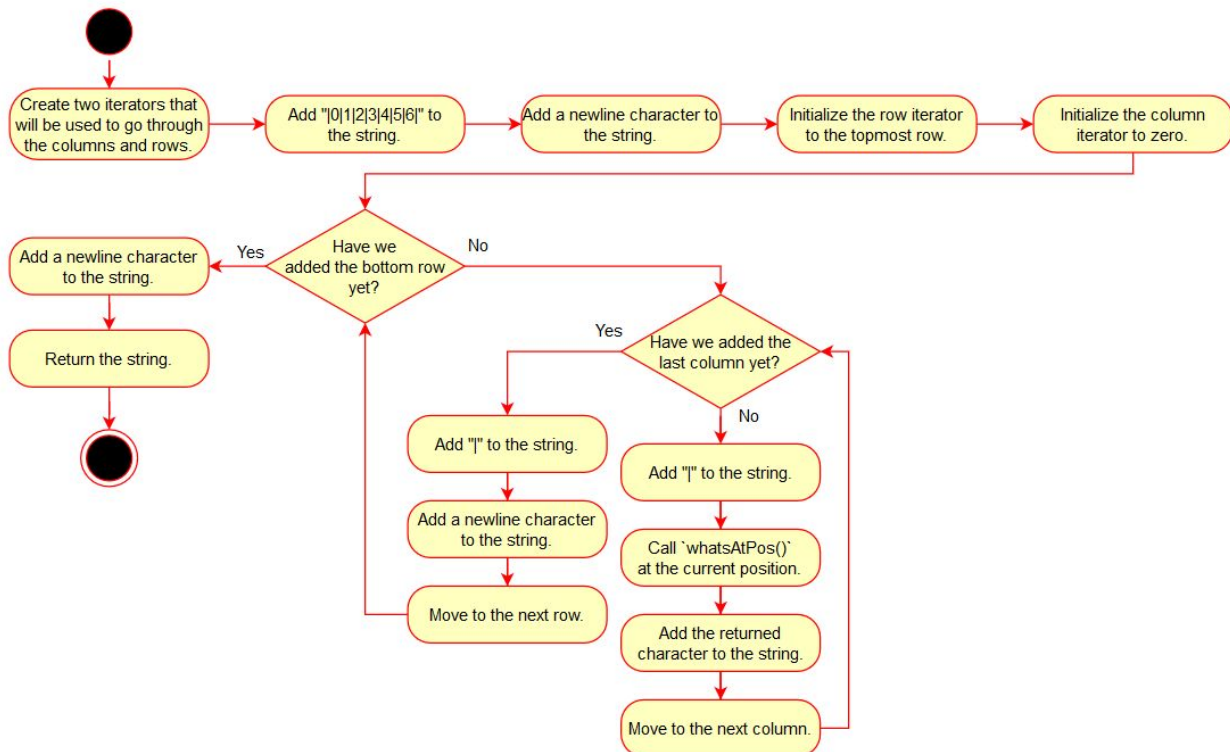 Create two iterators that
will be used to go through
the columns and rows.
Add "|0|1|2|3|4|5|6|" to
the string.
Add a newline character to
the string.
Initialize the row iterator
to the topmost row.
Initialize the column
iterator to zero.
Have we
added the bottom row
yet?
Yes
No
Add a newline character
to the string.
Return the string.
Have we added the
last column yet?
Yes
No
Add "|" to the string.
Add a newline character
to the string.
Move to the next row.
Add "|" to the string.
Call `whatsAtPos()`
at the current position.
Add the returned
character to the string.
Move to the next column.